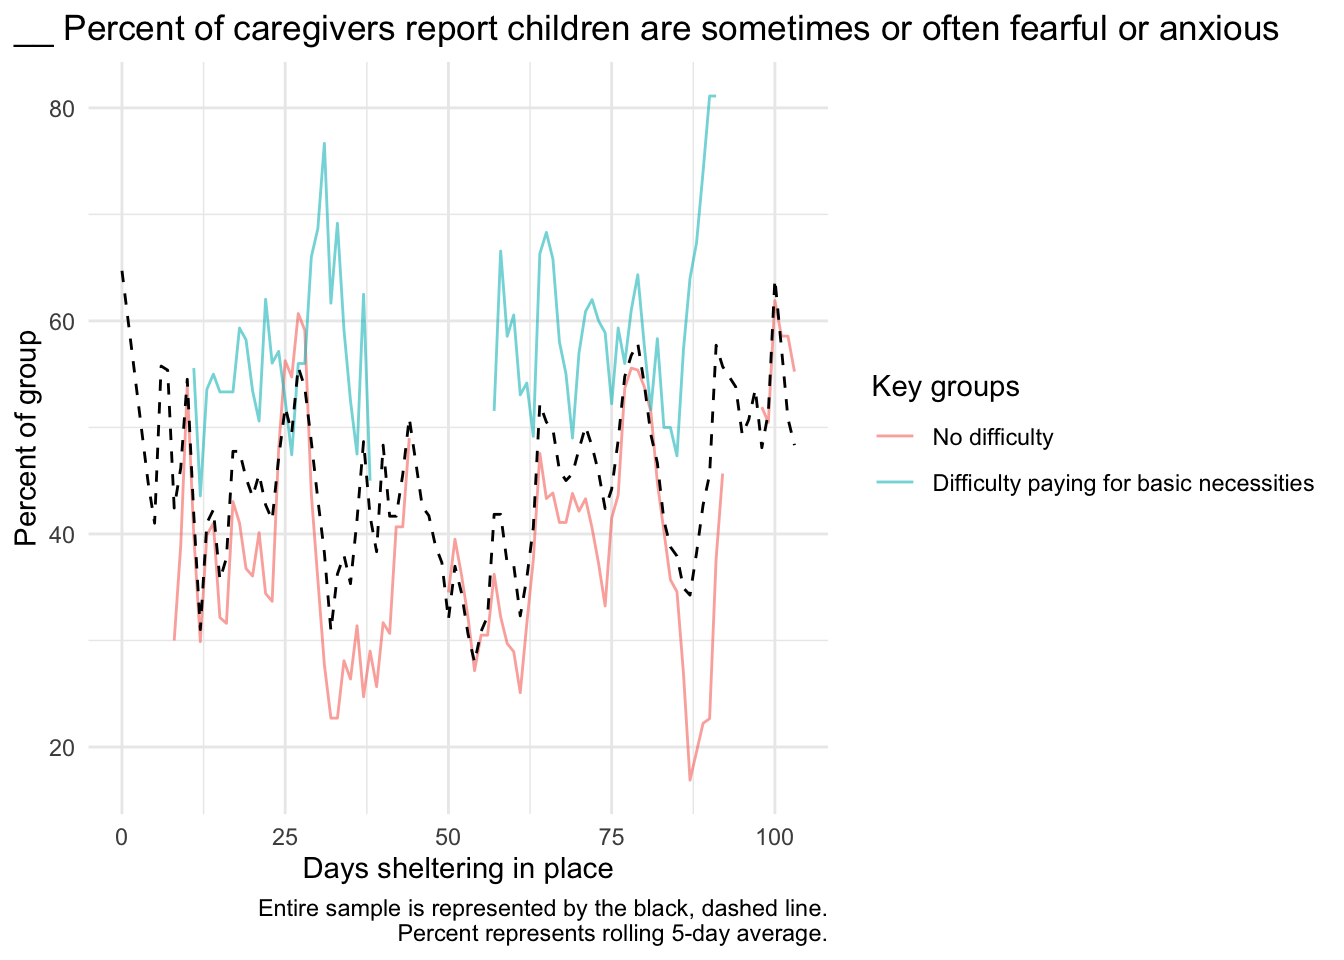 __ Percent of caregivers report children are sometimes or often fearful or anxious
80
60
40
20
Percent of group
0 25 50 75 100
Days sheltering in place
Entire sample is represented by the black, dashed line.
Percent represents rolling 5-day average.
Key groups
No difficulty
Difficulty paying for basic necessities